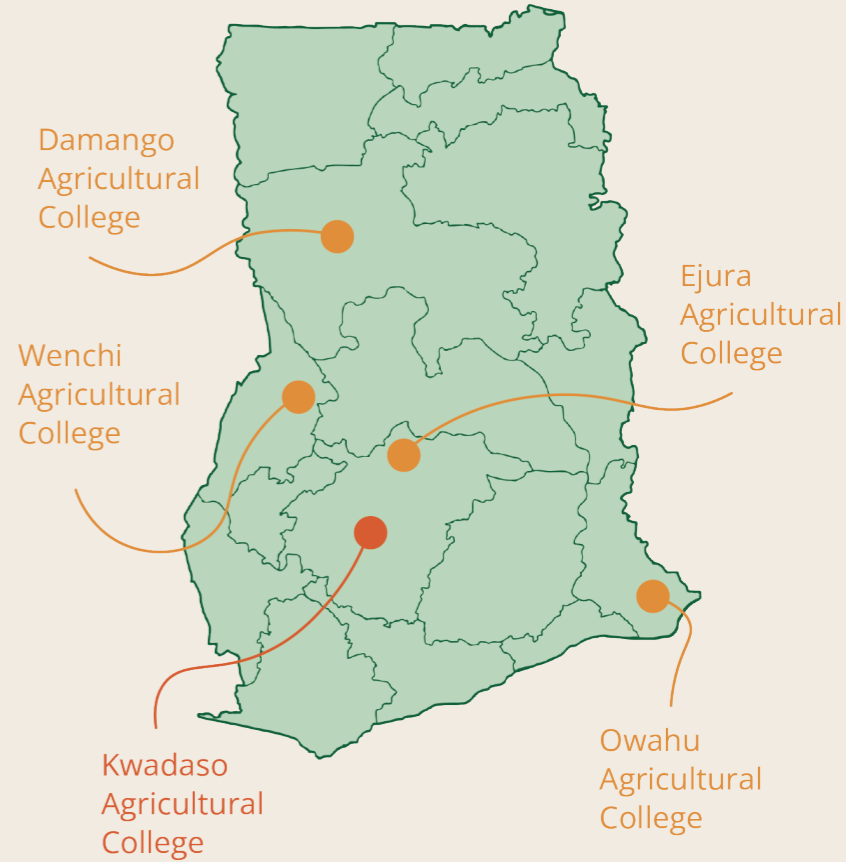 Damango
Agricultural
College
Ejura
Agricultural
College
Wenchi
Agricultural
College
Owahu
Agricultural
College
Kwadaso
Agricultural
College